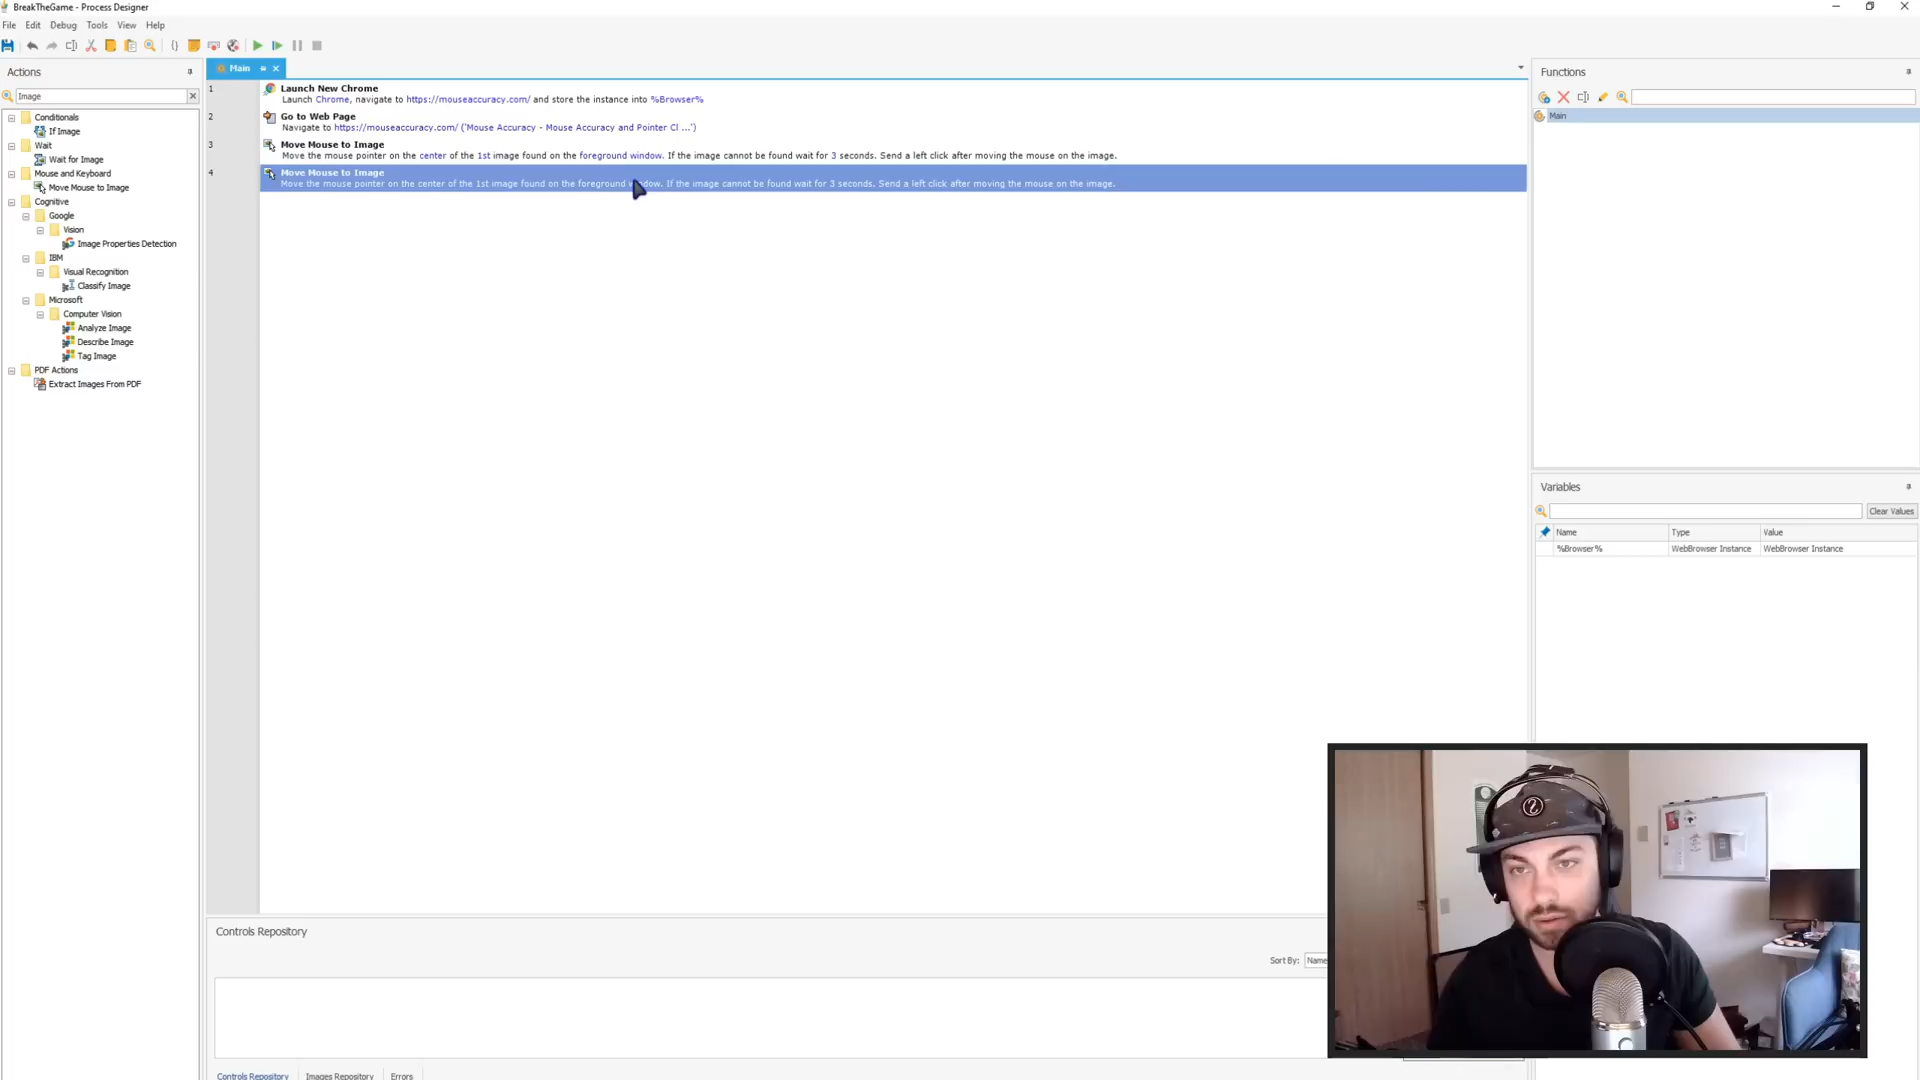 BreakTheGame - Process Designer
File Edit Debug Tools View Help
Actions
Image
Conditionals
If Image
Wait
Wait for Image
Mouse and Keyboard
Move Mouse to Image
Cognitive
Google
Vision
Image Properties Detection
IBM
Visual Recognition
Classify Image
Microsoft
Computer Vision
Analyze Image
Describe Image
Tag Image
PDF Actions
Extract Images From PDF
Main
1 Launch New Chrome
Launch Chrome, navigate to https://mouseaccuracy.com/ and store the instance into %Browser%
2 Go to Web Page
Navigate to https://mouseaccuracy.com/ ('Mouse Accuracy - Mouse Accuracy and Pointer Cl ...')
3 Move Mouse to Image
Move the mouse pointer on the center of the 1st image found on the foreground window. If the image cannot be found wait for 3 seconds. Send a left click after moving the mouse on the image.
4 Move Mouse to Image
Move the mouse pointer on the center of the 1st image found on the foreground window. If the image cannot be found wait for 3 seconds. Send a left click after moving the mouse on the image.
Functions
Main
Variables
Clear Values
Name Type Value
%Browser% WebBrowser Instance WebBrowser Instance
Controls Repository
Sort By: Name
Controls Repository Images Repository Errors